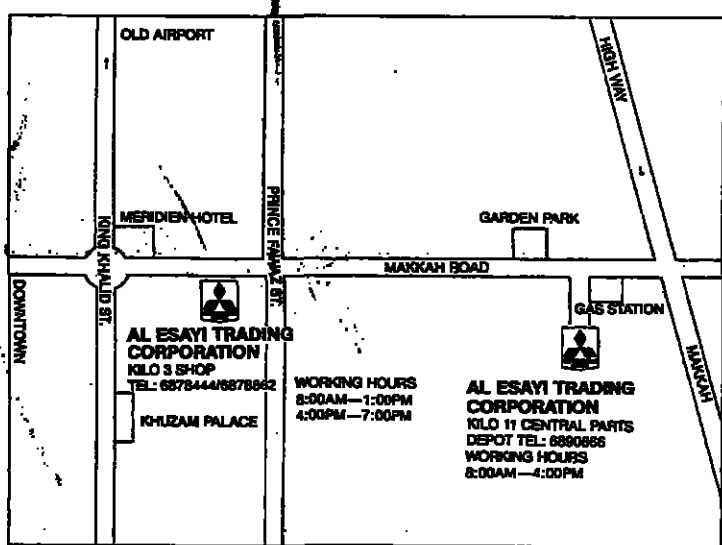 OLD AIRPORT
HIGH WAY
KING KHALID ST.
MERIDIEN HOTEL
PRINCE FAWAZ ST.
GARDEN PARK
MAKKAH ROAD
DOWNTOWN
GAS STATION
MAKKAH
AL ESAYI TRADING
CORPORATION
KILO 3 SHOP
TEL: 6878444/6878862
KHUZAM PALACE
WORKING HOURS
8:00AM—1:00PM
4:00PM—7:00PM
AL ESAYI TRADING
CORPORATION
KILO 11 CENTRAL PARTS
DEPOT TEL: 6890866
WORKING HOURS
8:00AM—4:00PM